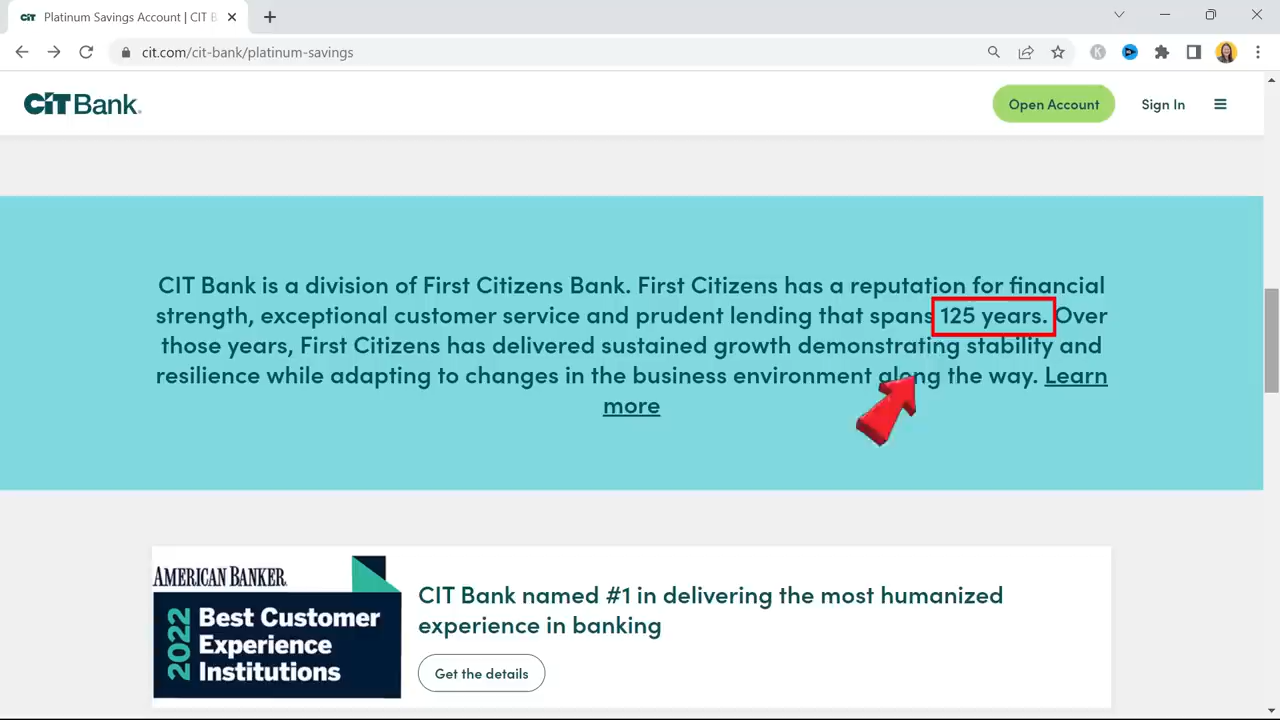 CIT Platinum Savings Account | CIT B
cit.com/cit-bank/platinum-savings
K
CIT Bank.
Open Account
Sign In
CIT Bank is a division of First Citizens Bank. First Citizens has a reputation for financial
strength, exceptional customer service and prudent lending that spans 125 years. Over
those years, First Citizens has delivered sustained growth demonstrating stability and
resilience while adapting to changes in the business environment along the way. Learn
more
AMERICAN BANKER.
2022
Best Customer
Experience
Institutions
CIT Bank named #1 in delivering the most humanized
experience in banking
Get the details